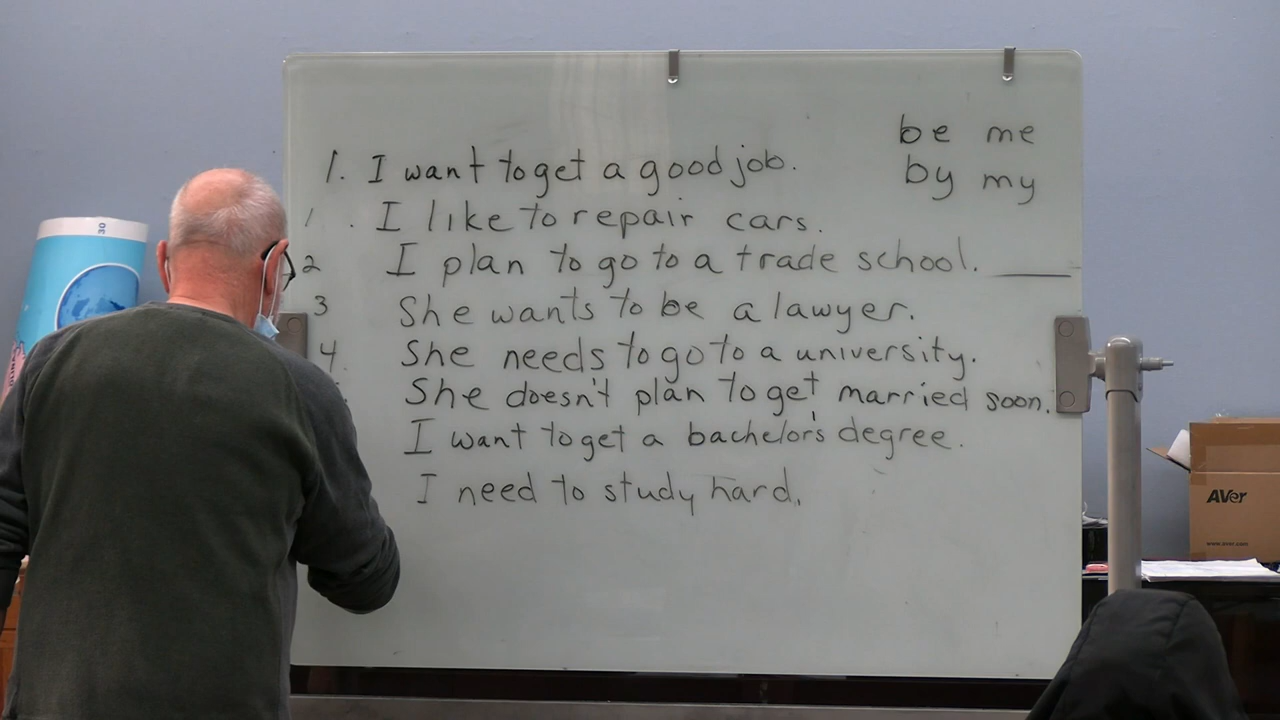 be me
by my
1. I want to get a good job.
1. I like to repair cars.
2 I plan to go to a trade school. ____
3 She wants to be a lawyer.
4 She needs to go to a university.
She doesn't plan to get married soon.
I want to get a bachelor's degree.
I need to study hard.
30
AVer
www.aver.com